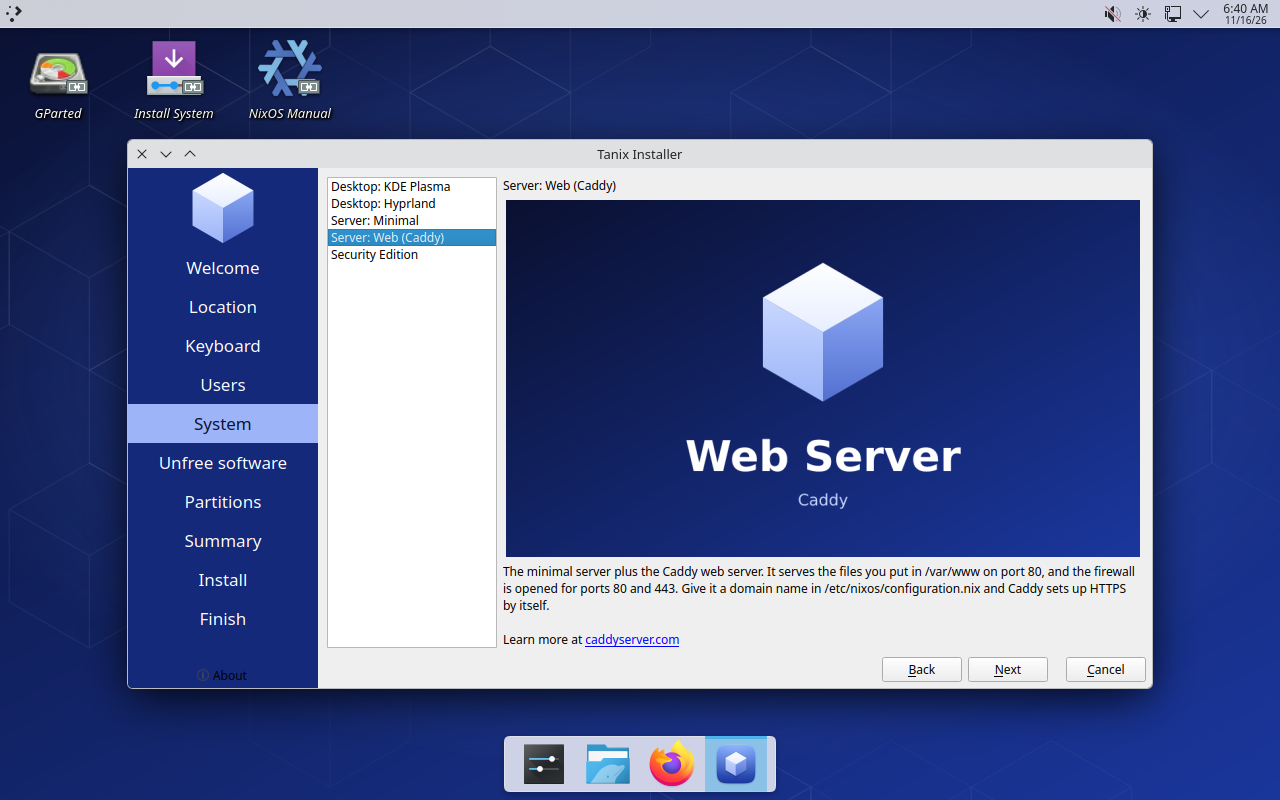 6:40 AM
11/16/26
GParted
Install System
NixOS Manual
Tanix Installer
Welcome
Location
Keyboard
Users
System
Unfree software
Partitions
Summary
Install
Finish
About
Desktop: KDE Plasma
Desktop: Hyprland
Server: Minimal
Server: Web (Caddy)
Security Edition
Server: Web (Caddy)
Web Server
Caddy
The minimal server plus the Caddy web server. It serves the files you put in /var/www on port 80, and the firewall
is opened for ports 80 and 443. Give it a domain name in /etc/nixos/configuration.nix and Caddy sets up HTTPS
by itself.
Learn more at caddyserver.com
Back
Next
Cancel